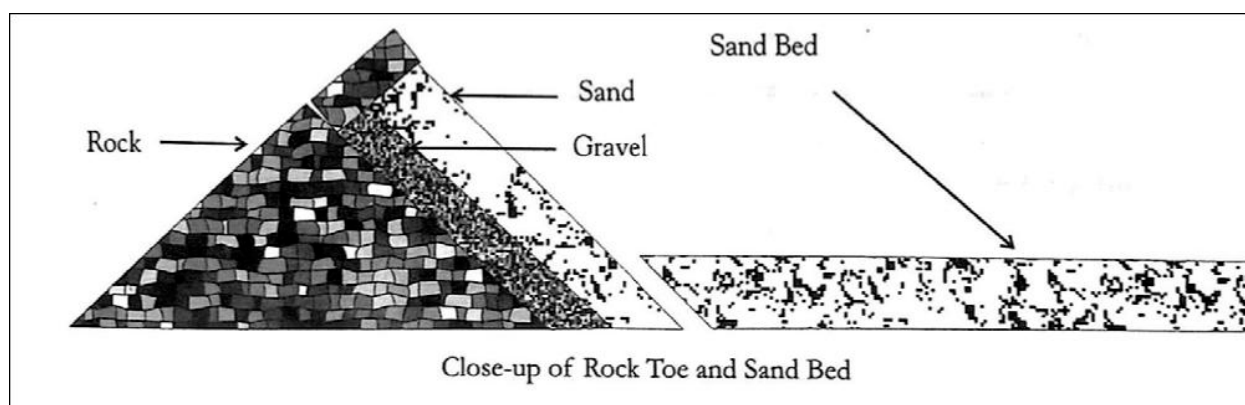 Sand Bed
Sand
Rock
Gravel
Close-up of Rock Toe and Sand Bed